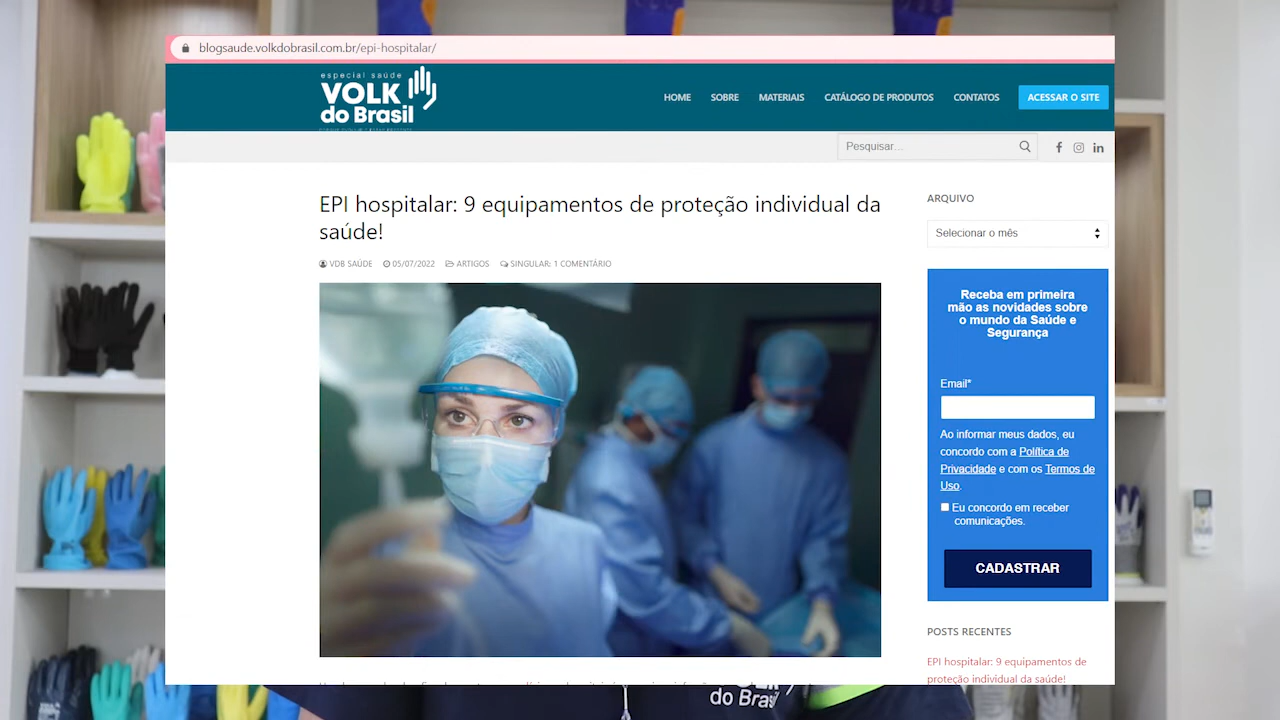 blogsaude.volkdobrasil.com.br/epi-hospitalar/
especial saúde
VOLK
do Brasil
HOME SOBRE MATERIAIS CATÁLOGO DE PRODUTOS CONTATOS ACESSAR O SITE
Pesquisar...
EPI hospitalar: 9 equipamentos de proteção individual da
saúde!
VDB SAÚDE 05/07/2022 ARTIGOS SINGULAR: 1 COMENTÁRIO
ARQUIVO
Selecionar o mês
Receba em primeira
mão as novidades sobre
o mundo da Saúde e
Segurança
Email*
Ao informar meus dados, eu
concordo com a Política de
Privacidade e com os Termos de
Uso.
Eu concordo em receber
comunicações.
CADASTRAR
POSTS RECENTES
EPI hospitalar: 9 equipamentos de
proteção individual da saúde!
do Brasil